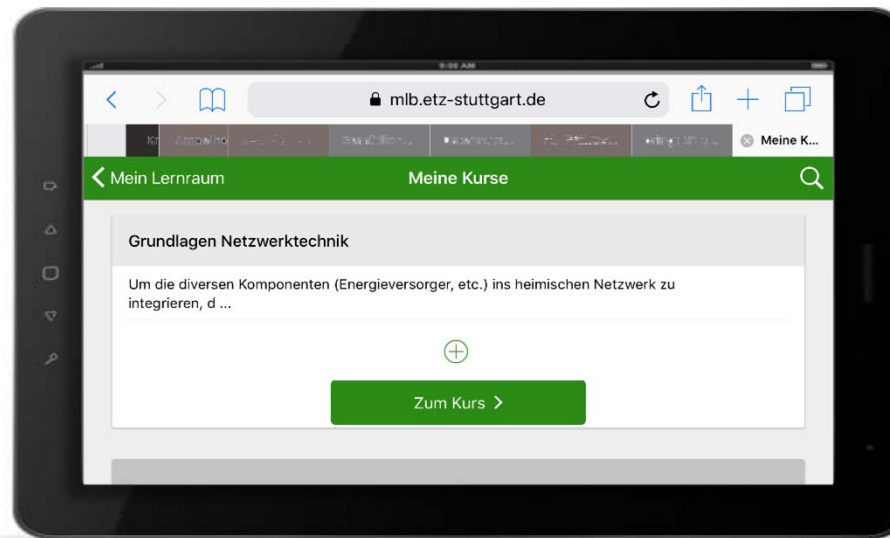 9:08 AM
mlb.etz-stuttgart.de
Meine K...
Mein Lernraum
Meine Kurse
Grundlagen Netzwerktechnik
Um die diversen Komponenten (Energieversorger, etc.) ins heimischen Netzwerk zu
integrieren, d ...
Zum Kurs